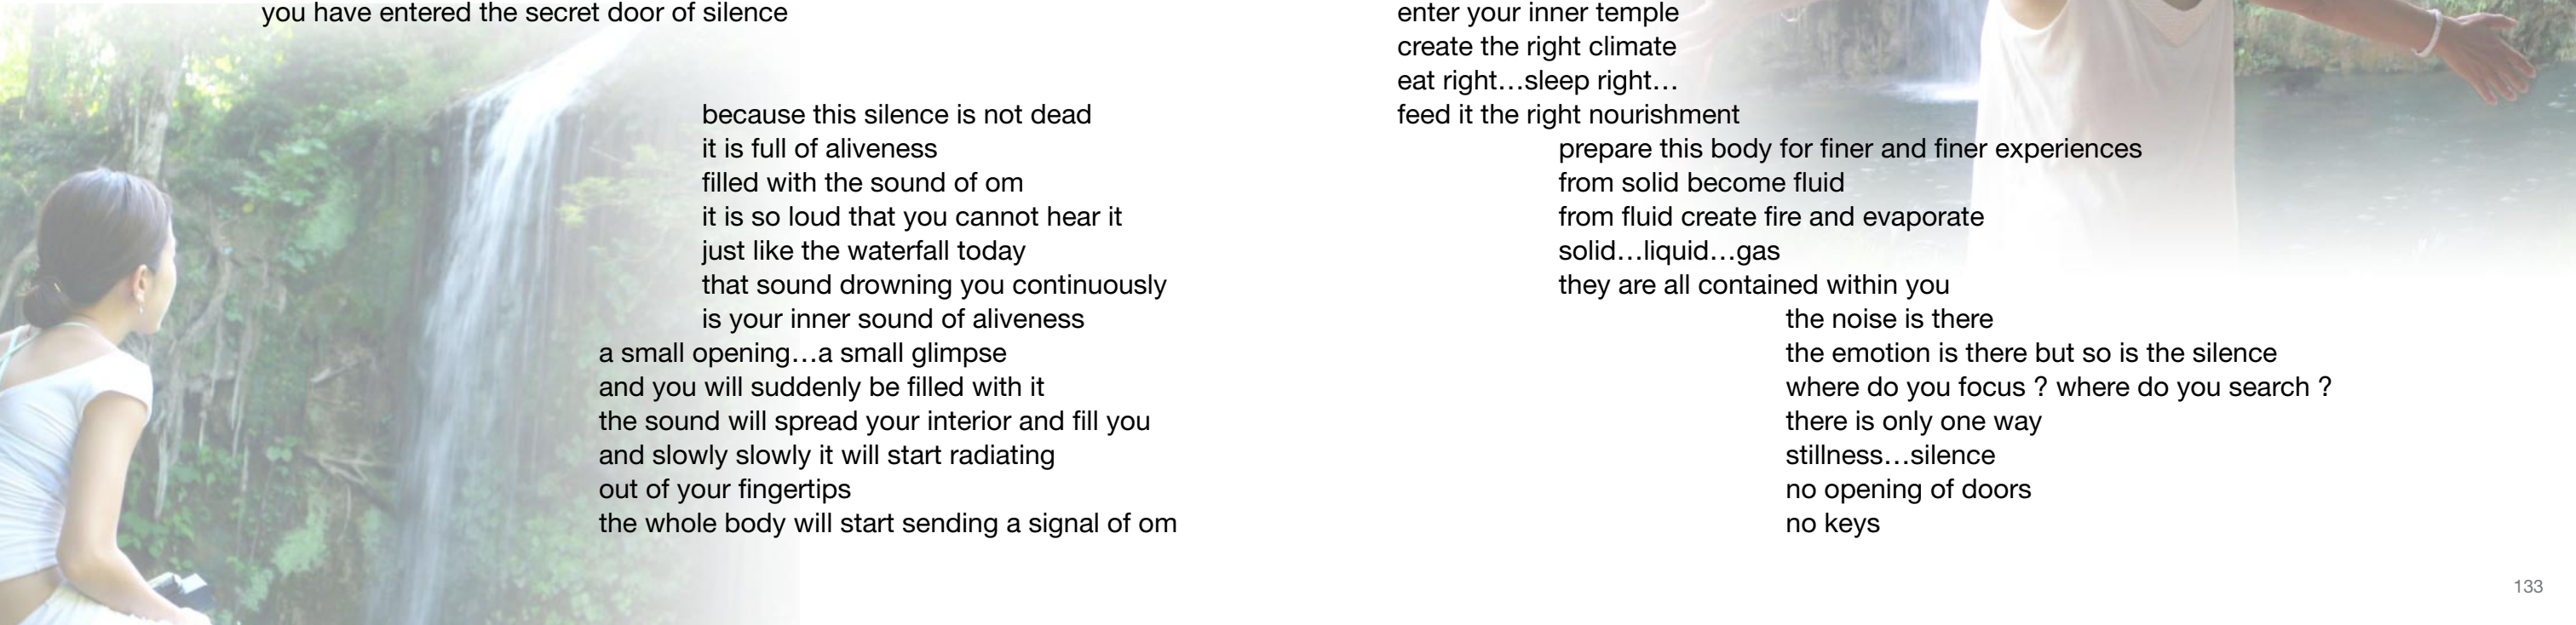 you have entered the secret door of silence
because this silence is not dead
it is full of aliveness
filled with the sound of om
it is so loud that you cannot hear it
just like the waterfall today
that sound drowning you continuously
is your inner sound of aliveness
a small opening…a small glimpse
and you will suddenly be filled with it
the sound will spread your interior and fill you
and slowly slowly it will start radiating
out of your fingertips
the whole body will start sending a signal of om
enter your inner temple
create the right climate
eat right…sleep right…
feed it the right nourishment
prepare this body for finer and finer experiences
from solid become fluid
from fluid create fire and evaporate
solid…liquid…gas
they are all contained within you
the noise is there
the emotion is there but so is the silence
where do you focus ? where do you search ?
there is only one way
stillness…silence
no opening of doors
no keys
133